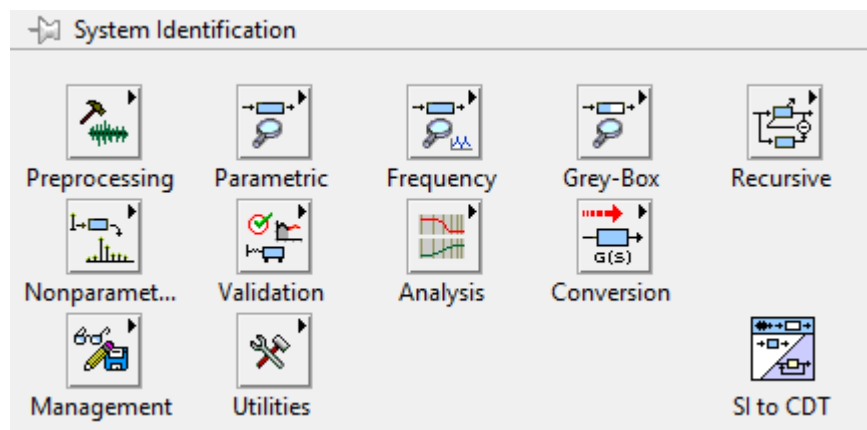 System Identification
Preprocessing
Parametric
Frequency
Grey-Box
Recursive
Nonparamet...
Validation
Analysis
G(s)
Conversion
Management
Utilities
SI to CDT